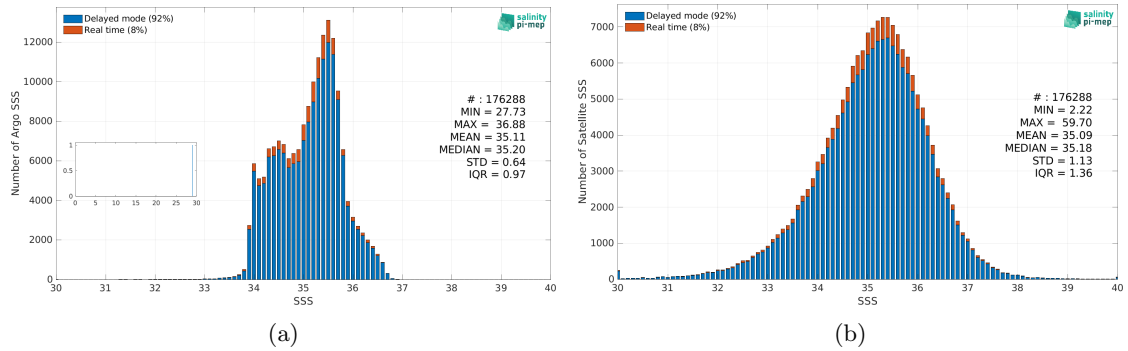 Delayed mode (92%)
Real time (8%)
salinity
pi-mep
12000
10000
8000
6000
4000
2000
0
Number of Argo SSS
# : 176288
MIN = 27.73
MAX = 36.88
MEAN = 35.11
MEDIAN = 35.20
STD = 0.64
IQR = 0.97
1
0.5
0
0 5 10 15 20 25 30
30 31 32 33 34 35 36 37 38 39 40
SSS
(a)
Delayed mode (92%)
Real time (8%)
salinity
pi-mep
7000
6000
5000
4000
3000
2000
1000
0
Number of Satellite SSS
# : 176288
MIN = 2.22
MAX = 59.70
MEAN = 35.09
MEDIAN = 35.18
STD = 1.13
IQR = 1.36
30 31 32 33 34 35 36 37 38 39 40
SSS
(b)